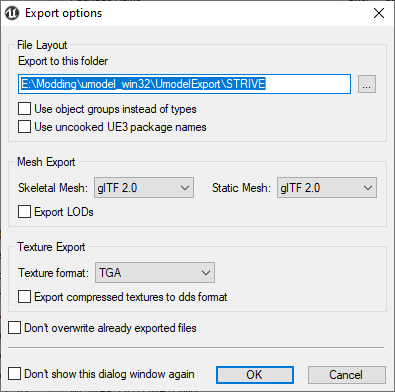 Export options
File Layout
Export to this folder
E:\Modding\umodel_win32\UmodelExport\STRIVE
...
Use object groups instead of types
Use uncooked UE3 package names
Mesh Export
Skeletal Mesh: glTF 2.0 Static Mesh: glTF 2.0
Export LODs
Texture Export
Texture format: TGA
Export compressed textures to dds format
Don't overwrite already exported files
Don't show this dialog window again
OK
Cancel